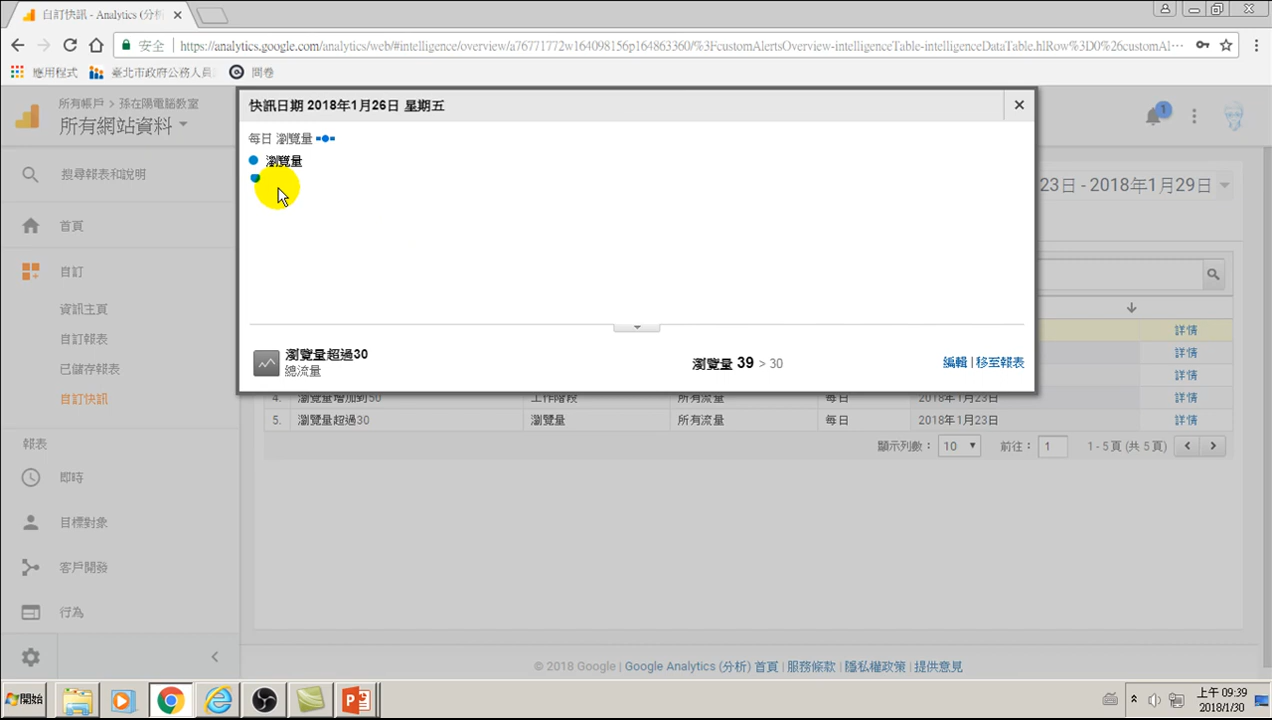 自訂快訊 - Analytics (分析
安全
https://analytics.google.com/analytics/web/#intelligence/overview/a76771772w164098156p164863360/%3FcustomAlertsOverview-intelligenceTable-intelligenceDataTable.hlRow%3D0%26customAl…
應用程式
臺北市政府公務人員
問卷
所有帳戶 > 孫在陽電腦教室
所有網站資料
1
搜尋報表和說明
首頁
自訂
資訊主頁
自訂報表
已儲存報表
自訂快訊
報表
即時
目標對象
客戶開發
行為
快訊日期 2018年1月26日 星期五
每日 瀏覽量
瀏覽量
瀏覽量超過30
總流量
瀏覽量 39 > 30
編輯 | 移至報表
23日 - 2018年1月29日
詳情
詳情
詳情
4. 瀏覽量增加到50 工作階段 所有流量 每日 2018年1月23日 詳情
5. 瀏覽量超過30 瀏覽量 所有流量 每日 2018年1月23日 詳情
顯示列數： 10 前往： 1 1 - 5 頁 (共 5 頁)
© 2018 Google | Google Analytics (分析) 首頁 | 服務條款 | 隱私權政策 | 提供意見
開始
上午 09:39
2018/1/30